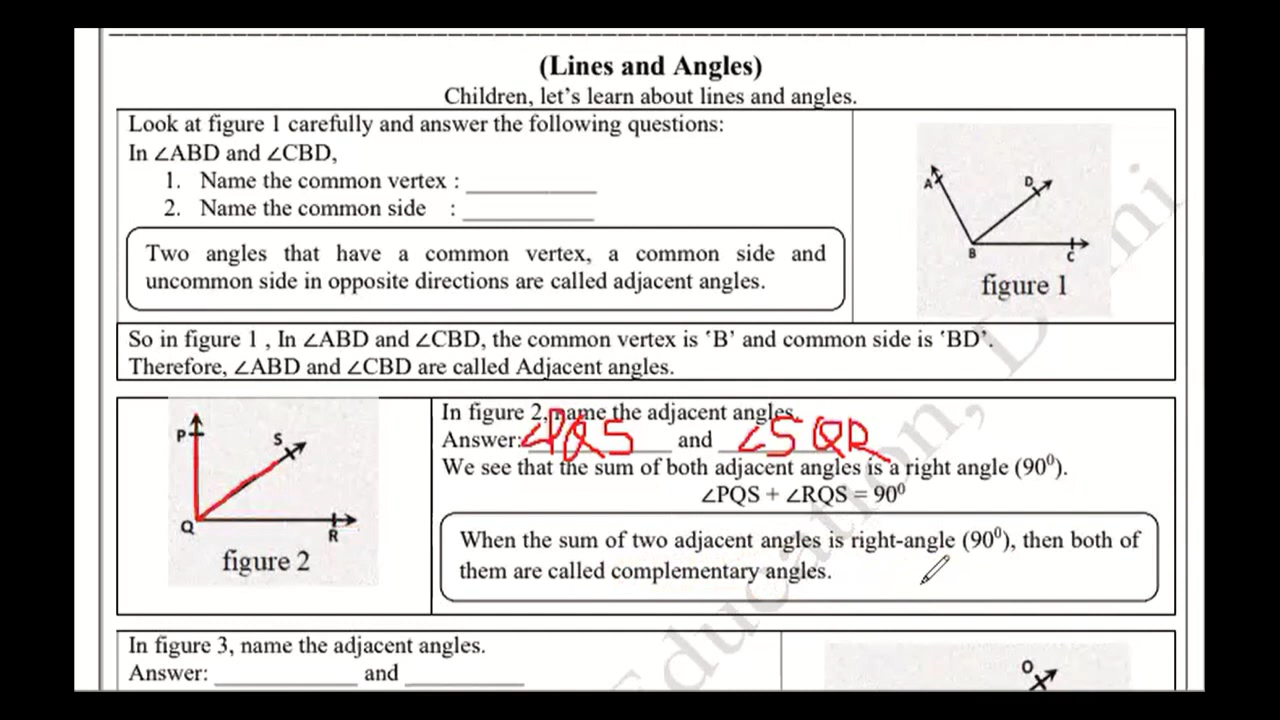 (Lines and Angles)
Children, let's learn about lines and angles.
Look at figure 1 carefully and answer the following questions:
In ∠ABD and ∠CBD,
1. Name the common vertex : ____________
2. Name the common side : ____________
Two angles that have a common vertex, a common side and
uncommon side in opposite directions are called adjacent angles.
A
D
B
C
figure 1
So in figure 1 , In ∠ABD and ∠CBD, the common vertex is 'B' and common side is 'BD'.
Therefore, ∠ABD and ∠CBD are called Adjacent angles.
P
S
Q
R
figure 2
In figure 2, name the adjacent angles.
Answer: ∠PQS and ∠SQR
We see that the sum of both adjacent angles is a right angle (90⁰).
∠PQS + ∠RQS = 90⁰
When the sum of two adjacent angles is right-angle (90⁰), then both of
them are called complementary angles.
In figure 3, name the adjacent angles.
Answer: _____________ and ___________
O